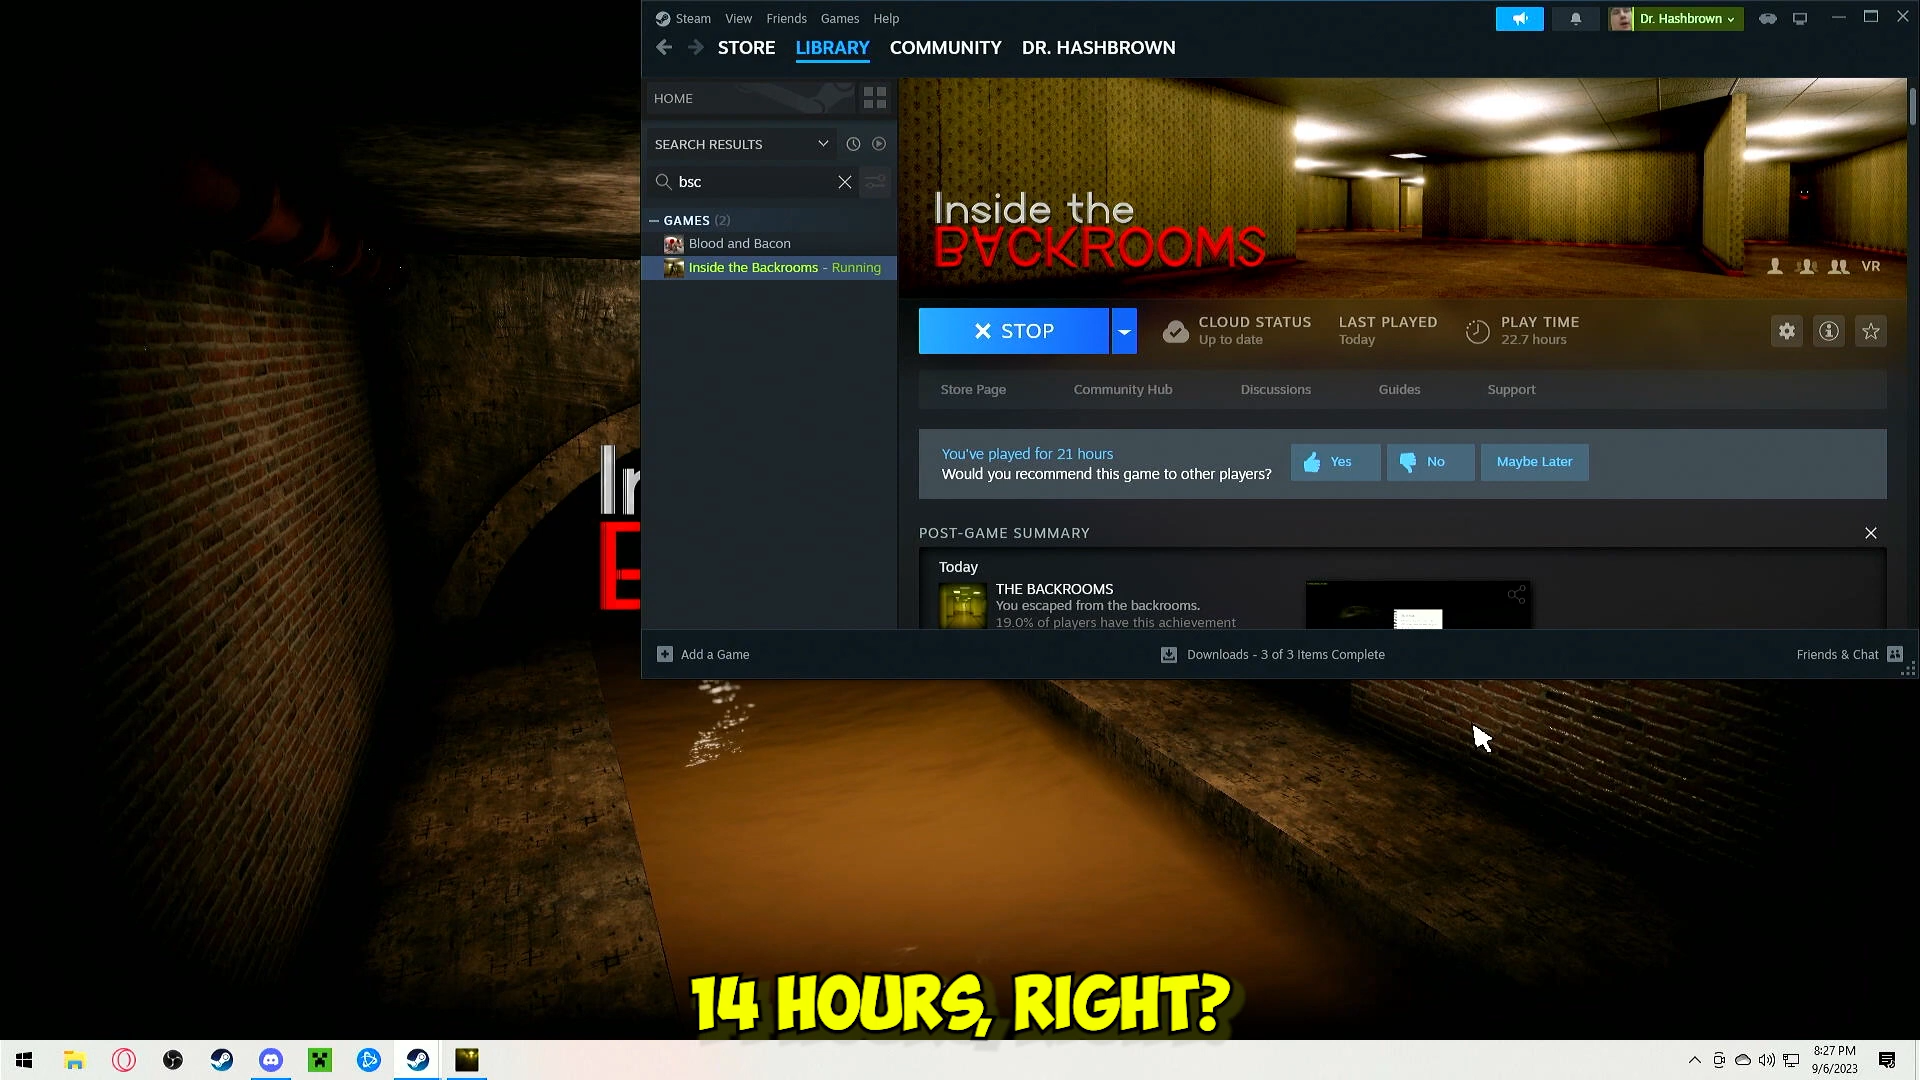 Steam View Friends Games Help
Dr. Hashbrown
STORE LIBRARY COMMUNITY DR. HASHBROWN
HOME
SEARCH RESULTS
bsc
GAMES (2)
Blood and Bacon
Inside the Backrooms - Running
Inside the
BACKROOMS
VR
STOP
CLOUD STATUS
Up to date
LAST PLAYED
Today
PLAY TIME
22.7 hours
Store Page Community Hub Discussions Guides Support
You've played for 21 hours
Would you recommend this game to other players?
Yes No Maybe Later
POST-GAME SUMMARY
Today
THE BACKROOMS
You escaped from the backrooms.
19.0% of players have this achievement
Add a Game
Downloads - 3 of 3 Items Complete
Friends & Chat
14 HOURS, RIGHT?
8:27 PM
9/6/2023